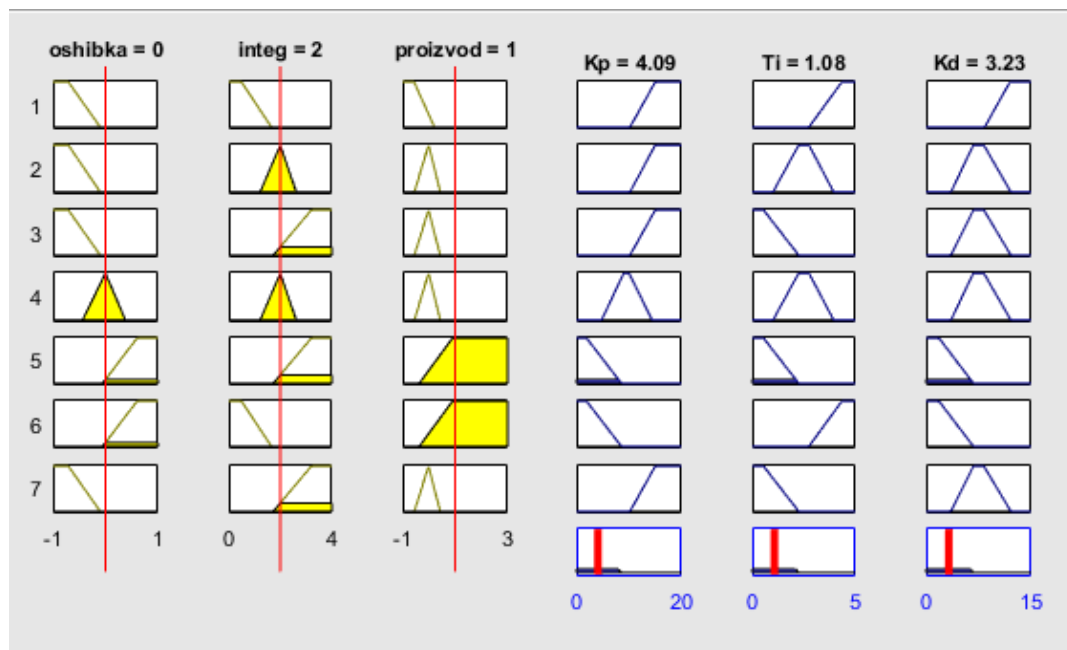 oshibka = 0 integ = 2 proizvod = 1 Kp = 4.09 Ti = 1.08 Kd = 3.23
1
2
3
4
5
6
7
-1 1 0 4 -1 3
0 20 0 5 0 15